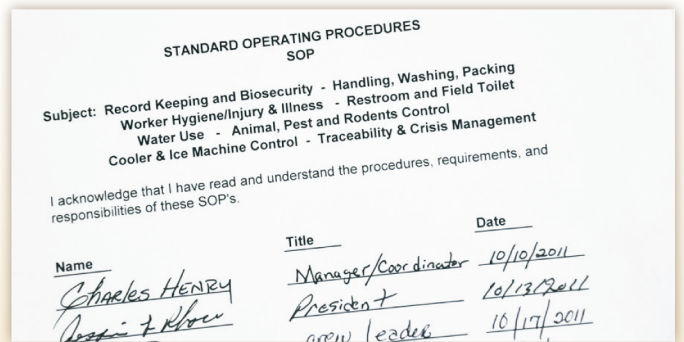 STANDARD OPERATING PROCEDURES
SOP
Subject: Record Keeping and Biosecurity - Handling, Washing, Packing
Worker Hygiene/Injury & Illness - Restroom and Field Toilet
Water Use - Animal, Pest and Rodents Control
Cooler & Ice Machine Control - Traceability & Crisis Management
I acknowledge that I have read and understand the procedures, requirements, and
responsibilities of these SOP's.
Name Title Date
CHARLES HENRY Manager/Coordinator 10/10/2011
President 10/13/2011
crew leader 10/17/2011